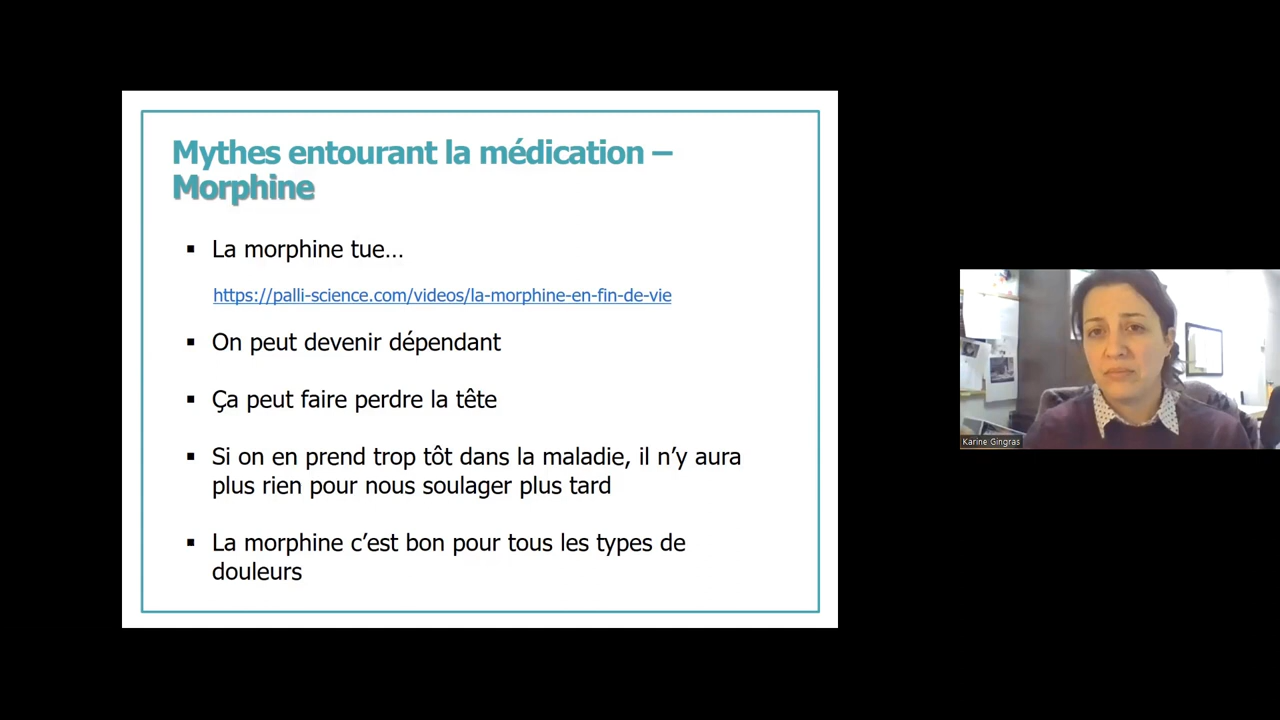 Mythes entourant la médication –
Morphine
▪ La morphine tue…
https://palli-science.com/videos/la-morphine-en-fin-de-vie
▪ On peut devenir dépendant
▪ Ça peut faire perdre la tête
▪ Si on en prend trop tôt dans la maladie, il n’y aura
plus rien pour nous soulager plus tard
▪ La morphine c’est bon pour tous les types de
douleurs
Karine Gingras